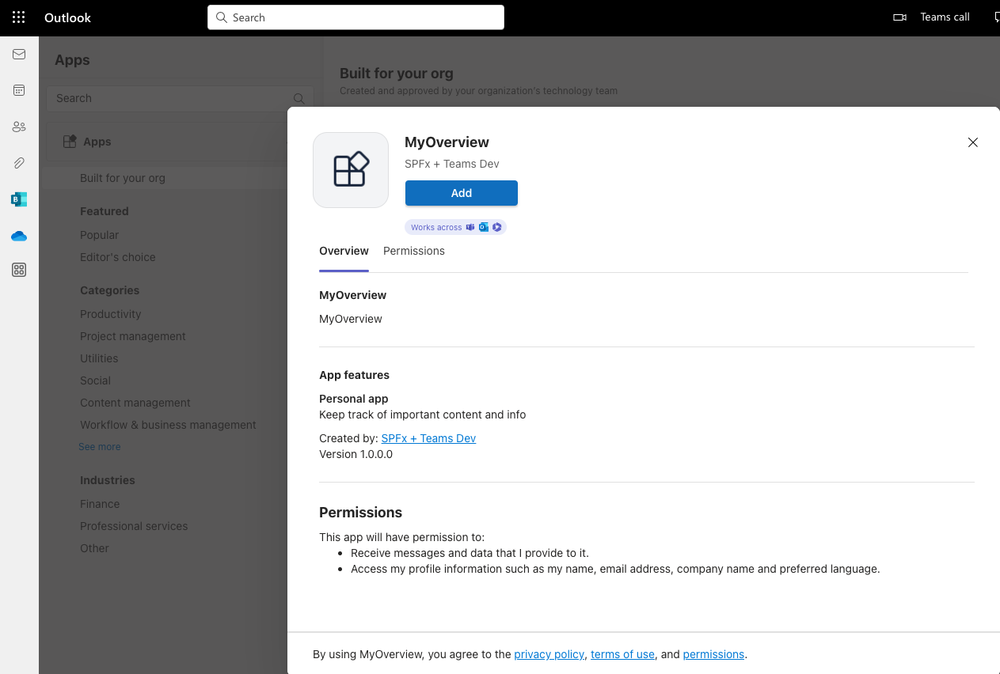 Outlook
Search
Teams call
Apps
Search
Apps
Built for your org
Featured
Popular
Editor's choice
Categories
Productivity
Project management
Utilities
Social
Content management
Workflow & business management
See more
Industries
Finance
Professional services
Other
Built for your org
Created and approved by your organization's technology team
MyOverview
SPFx + Teams Dev
Add
Works across
Overview
Permissions
MyOverview
MyOverview
App features
Personal app
Keep track of important content and info
Created by: SPFx + Teams Dev
Version 1.0.0.0
Permissions
This app will have permission to:
• Receive messages and data that I provide to it.
• Access my profile information such as my name, email address, company name and preferred language.
By using MyOverview, you agree to the privacy policy, terms of use, and permissions.